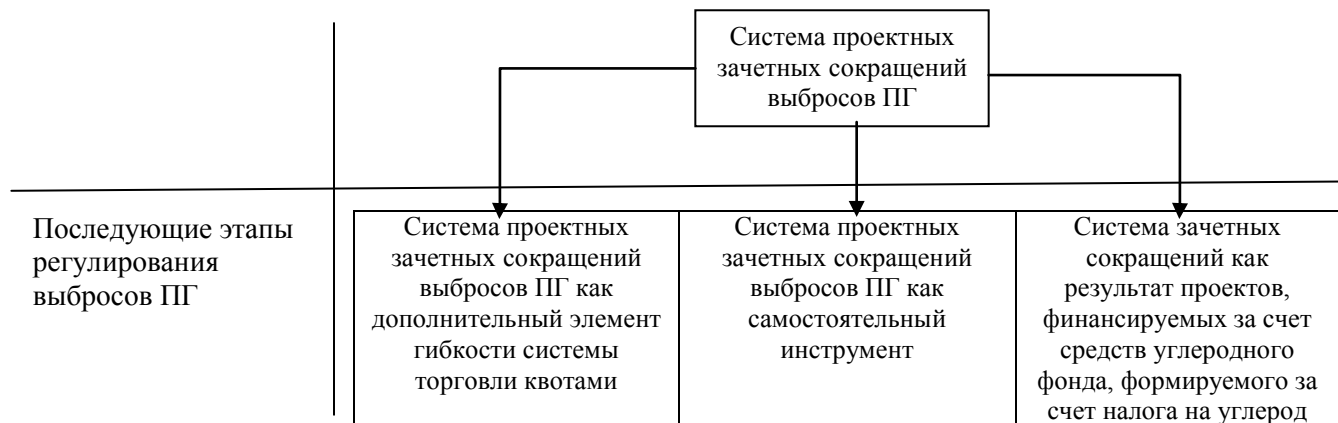 Система проектных
зачетных сокращений
выбросов ПГ
Последующие этапы
регулирования
выбросов ПГ
Система проектных
зачетных сокращений
выбросов ПГ как
дополнительный элемент
гибкости системы
торговли квотами
Система проектных
зачетных сокращений
выбросов ПГ как
самостоятельный
инструмент
Система зачетных
сокращений как
результат проектов,
финансируемых за счет
средств углеродного
фонда, формируемого за
счет налога на углерод